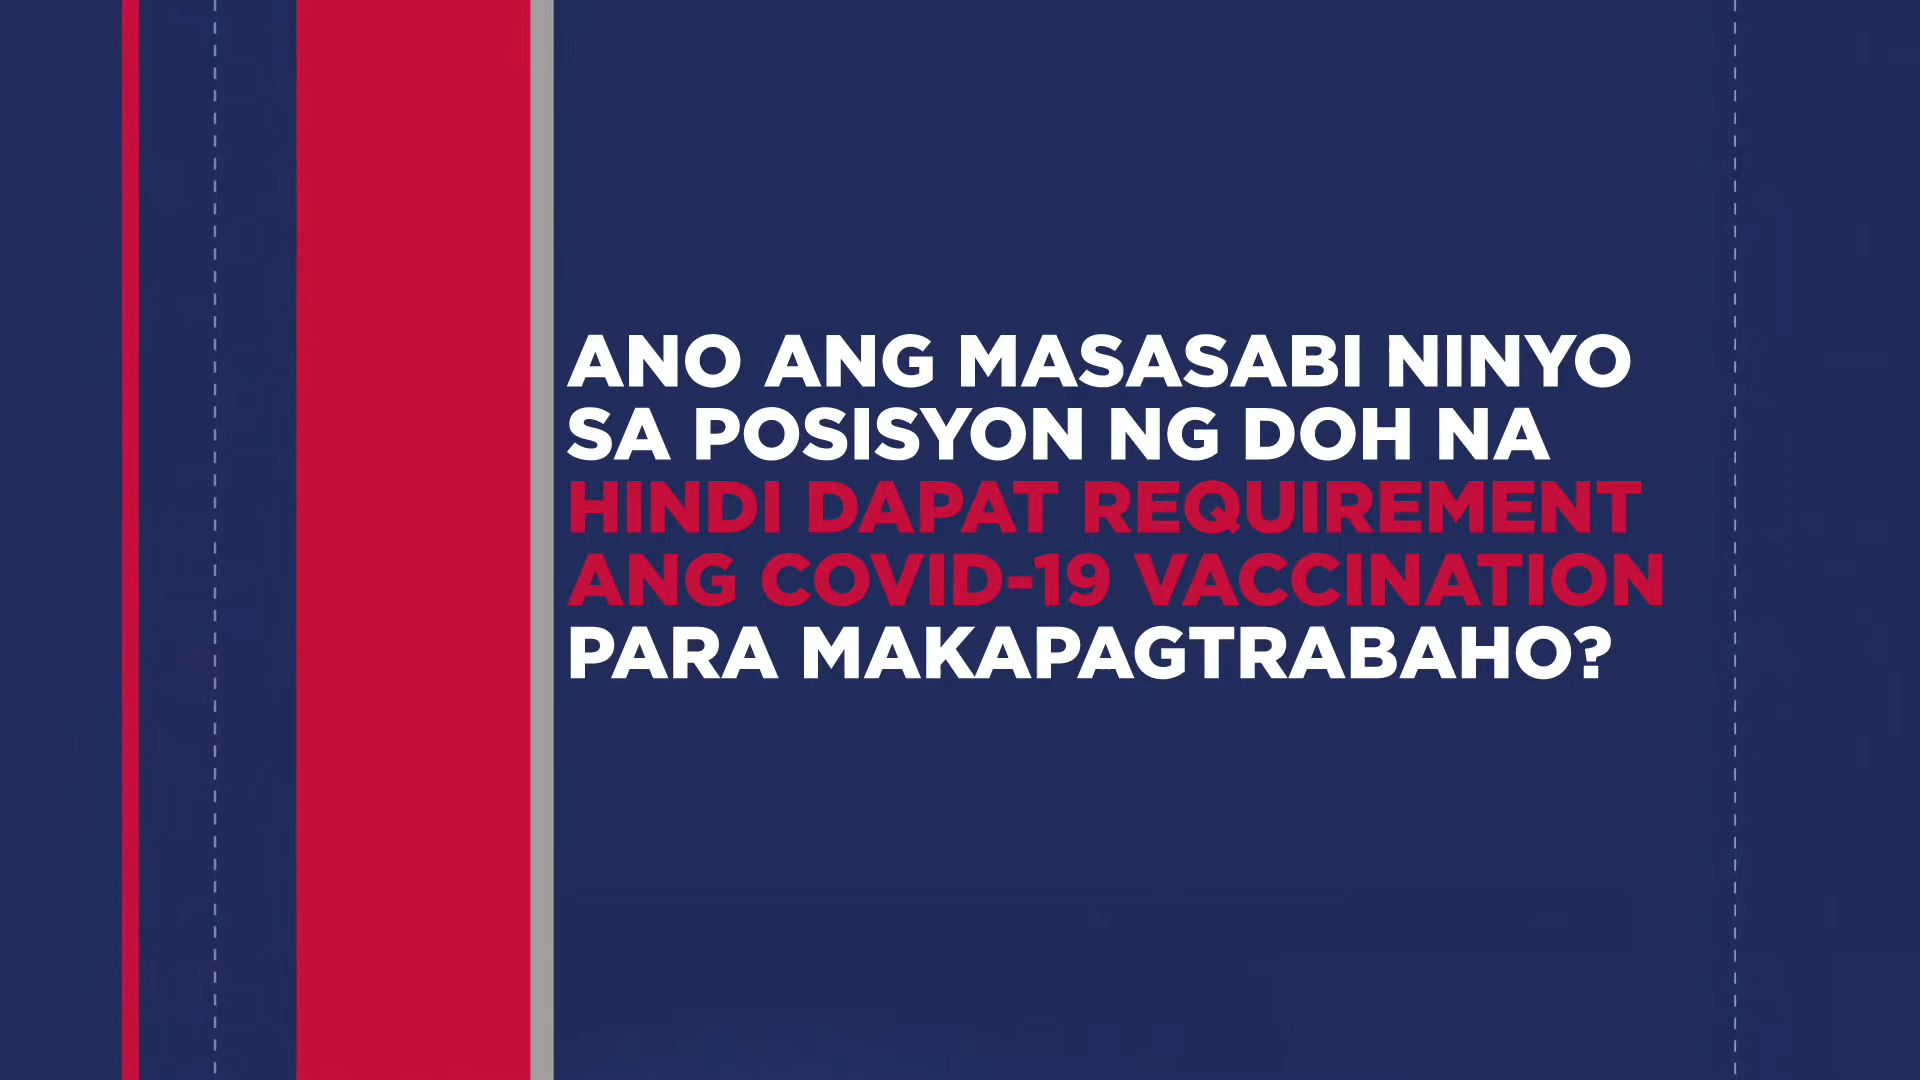 ANO ANG MASASABI NINYO
SA POSISYON NG DOH NA
HINDI DAPAT REQUIREMENT
ANG COVID-19 VACCINATION
PARA MAKAPAGTRABAHO?